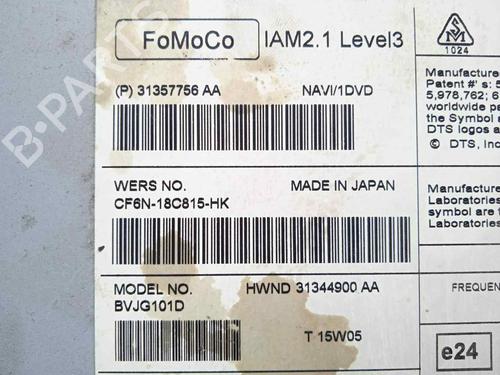 FoMoCo
IAM2.1 Level3
1024
(P) 31357756 AA
NAVI/1DVD
WERS NO.
MADE IN JAPAN
CF6N-18C815-HK
MODEL NO.
HWND 31344900 AA
BVJG101D
T 15W05
Manufacture
Patent #' s: 5
5,978,762; 6
worldwide pa
the Symbol a
DTS logos a
© DTS, Inc
Manufacture
Laboratories
symbol are t
Laboratories
FREQUEN
e24
B-PARTS